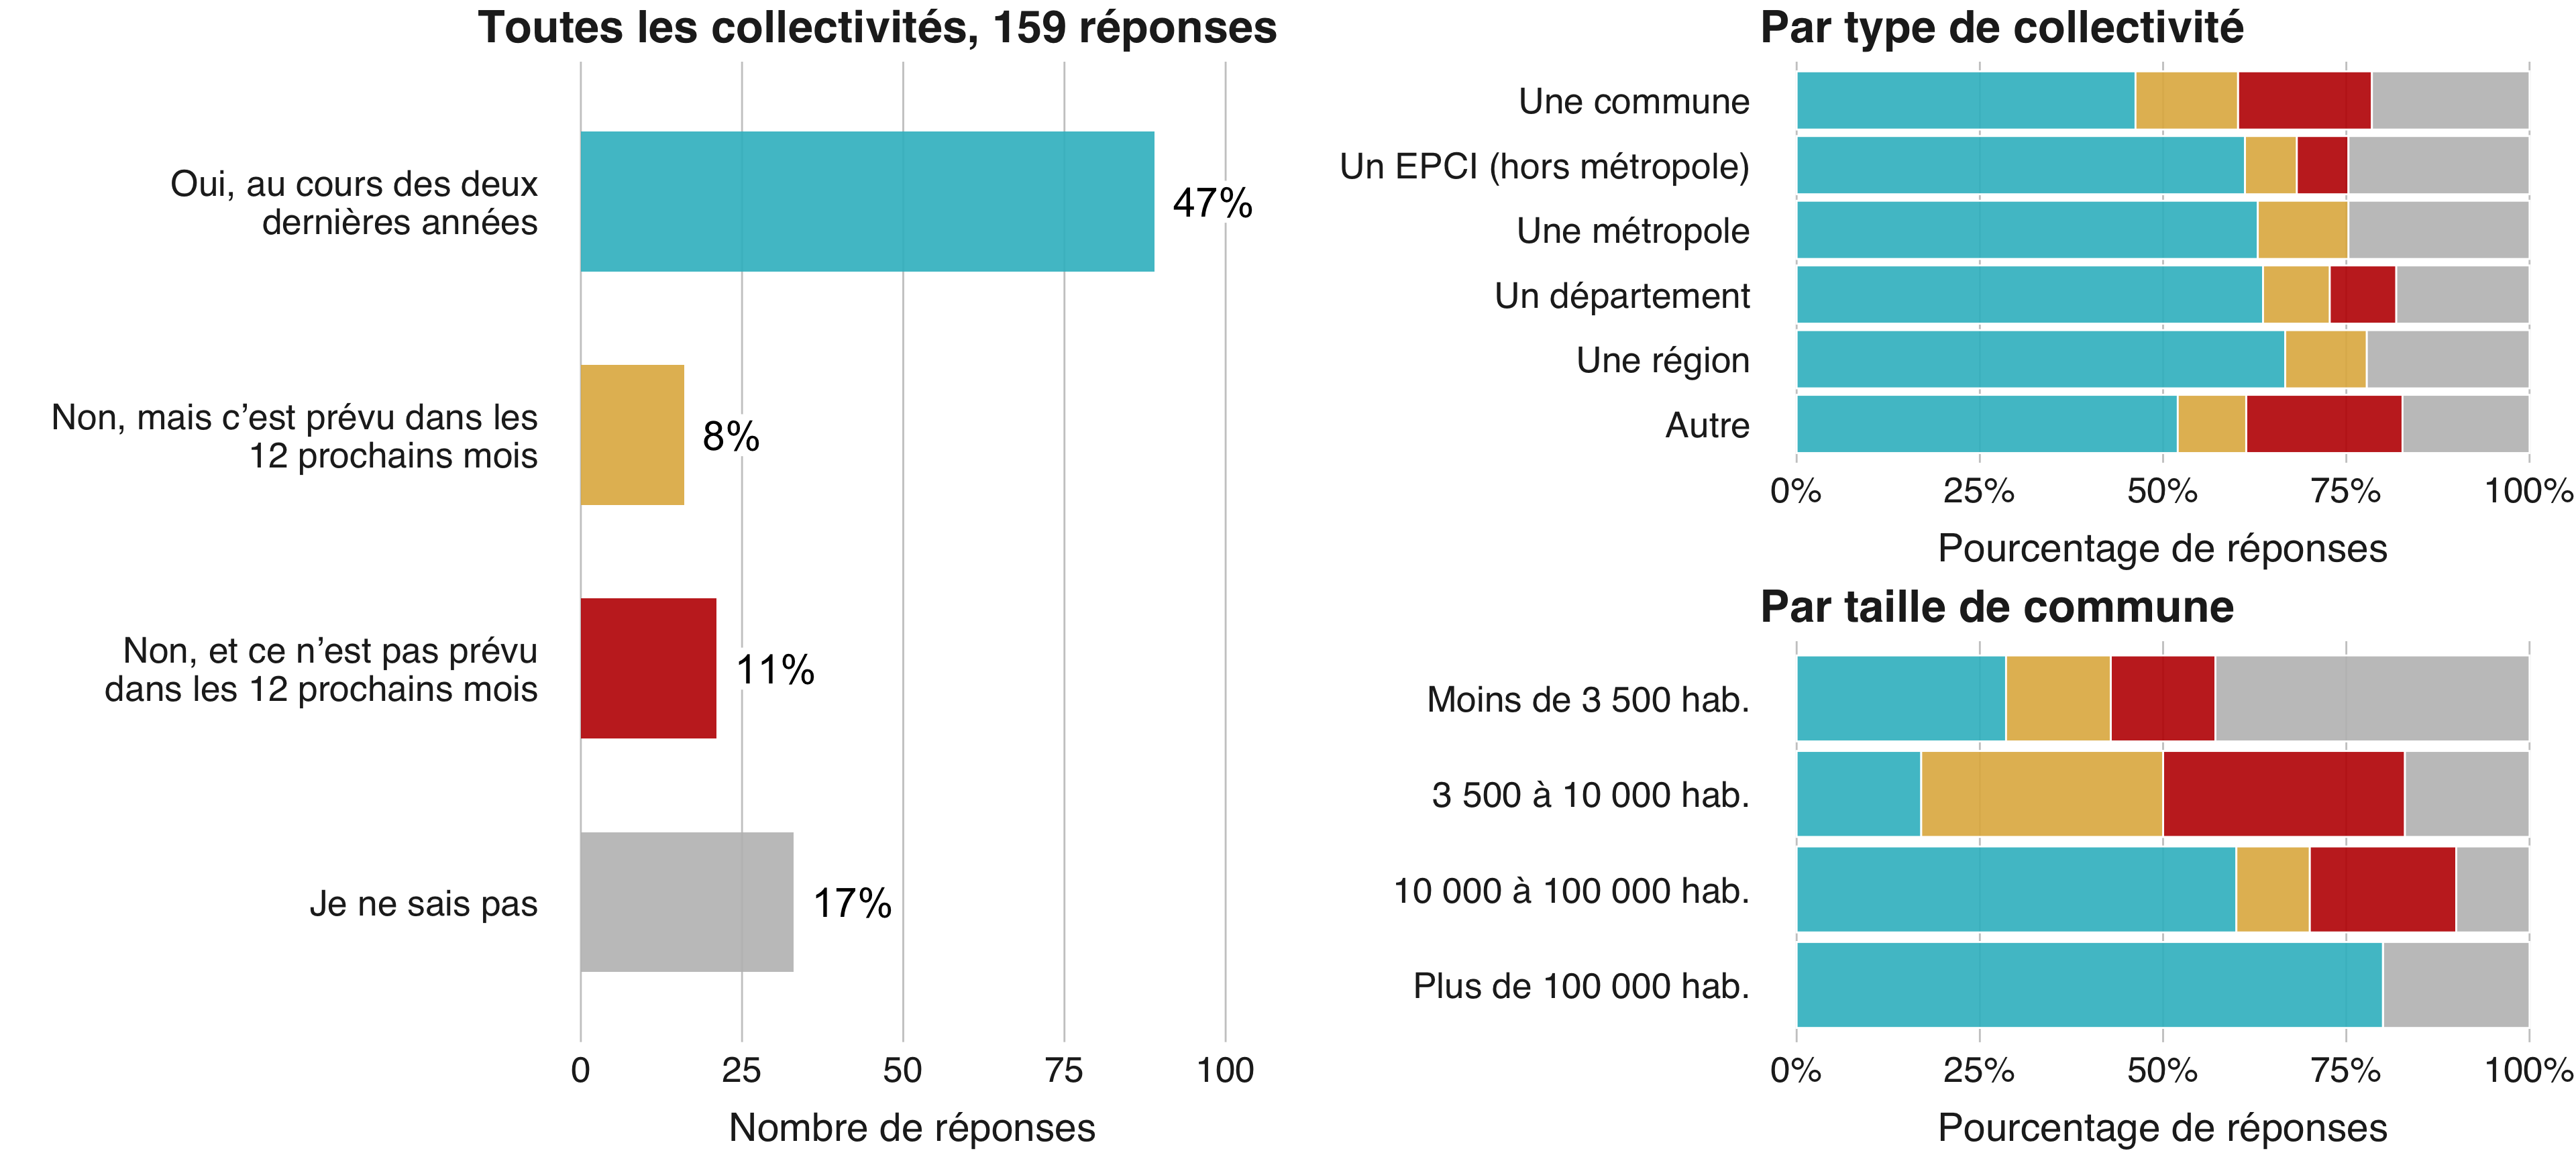 Toutes les collectivités, 159 réponses
Oui, au cours des deux
dernières années
47%
Non, mais c’est prévu dans les
12 prochains mois
8%
Non, et ce n’est pas prévu
dans les 12 prochains mois
11%
Je ne sais pas
17%
0 25 50 75 100
Nombre de réponses
Par type de collectivité
Une commune
Un EPCI (hors métropole)
Une métropole
Un département
Une région
Autre
0% 25% 50% 75% 100%
Pourcentage de réponses
Par taille de commune
Moins de 3 500 hab.
3 500 à 10 000 hab.
10 000 à 100 000 hab.
Plus de 100 000 hab.
0% 25% 50% 75% 100%
Pourcentage de réponses